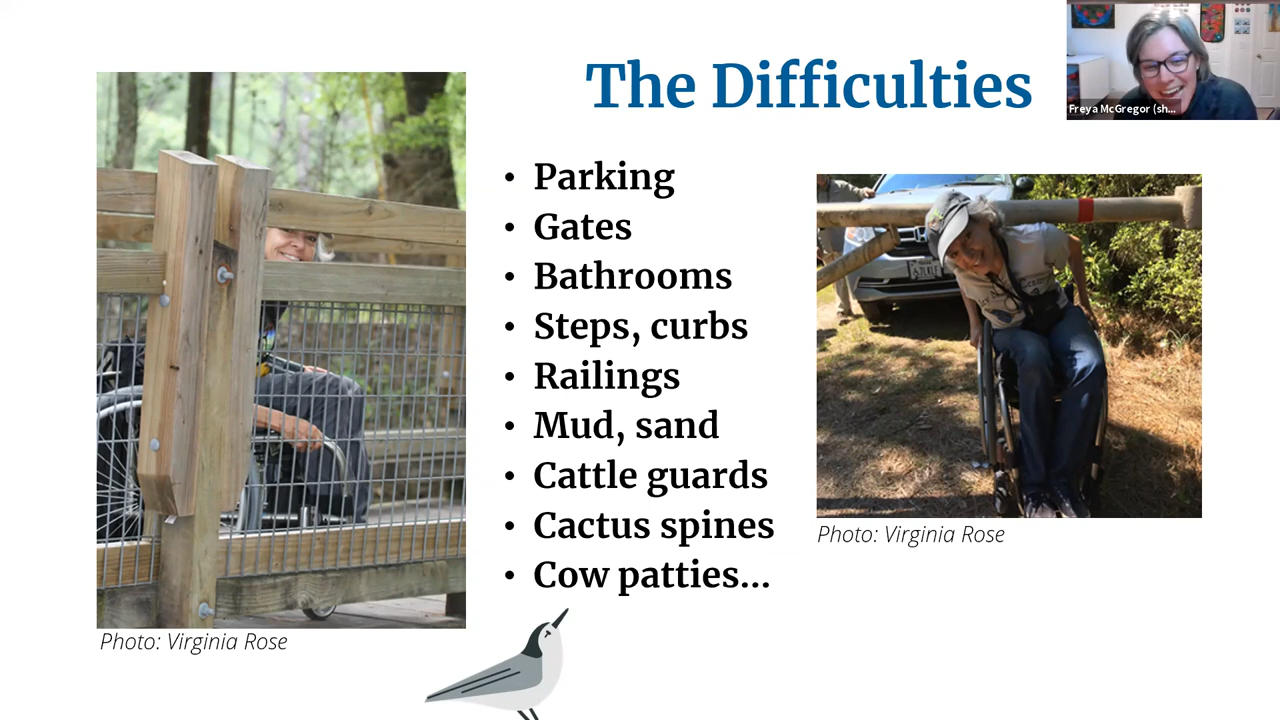 The Difficulties
Freya McGregor (sh...
• Parking
• Gates
• Bathrooms
• Steps, curbs
• Railings
• Mud, sand
• Cattle guards
• Cactus spines
• Cow patties...
Photo: Virginia Rose
Photo: Virginia Rose